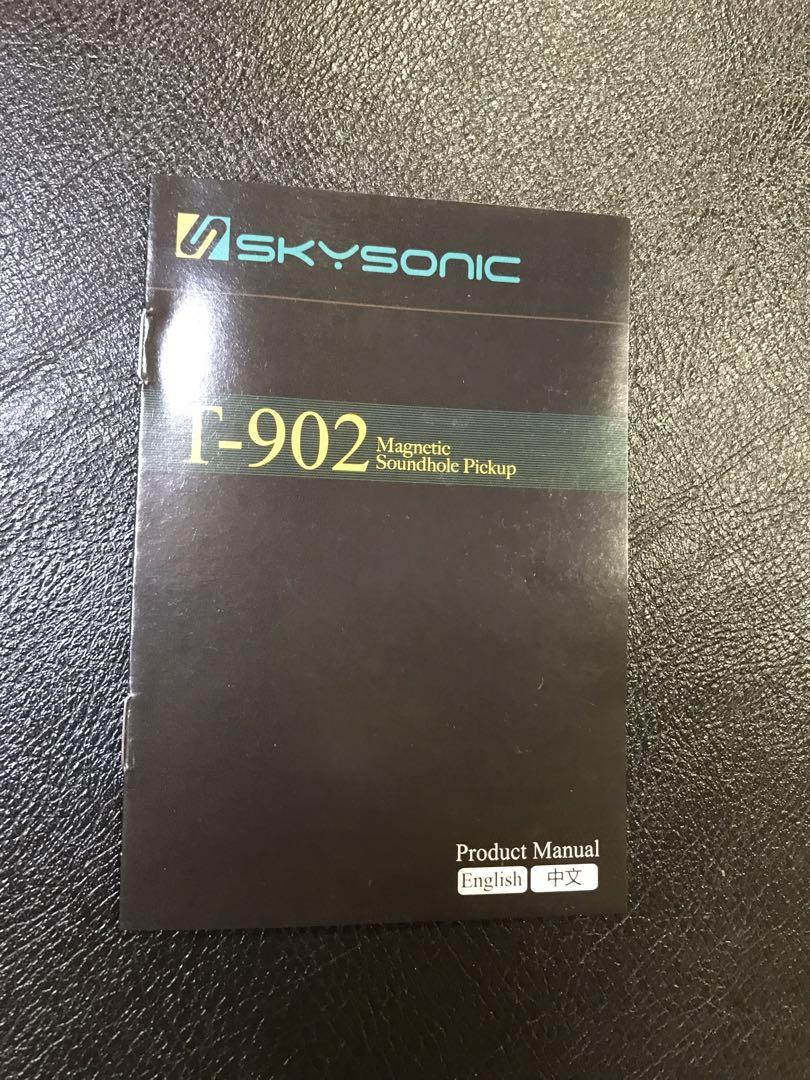 SKYSONIC
T-902
Magnetic
Soundhole Pickup
Product Manual
English 中文